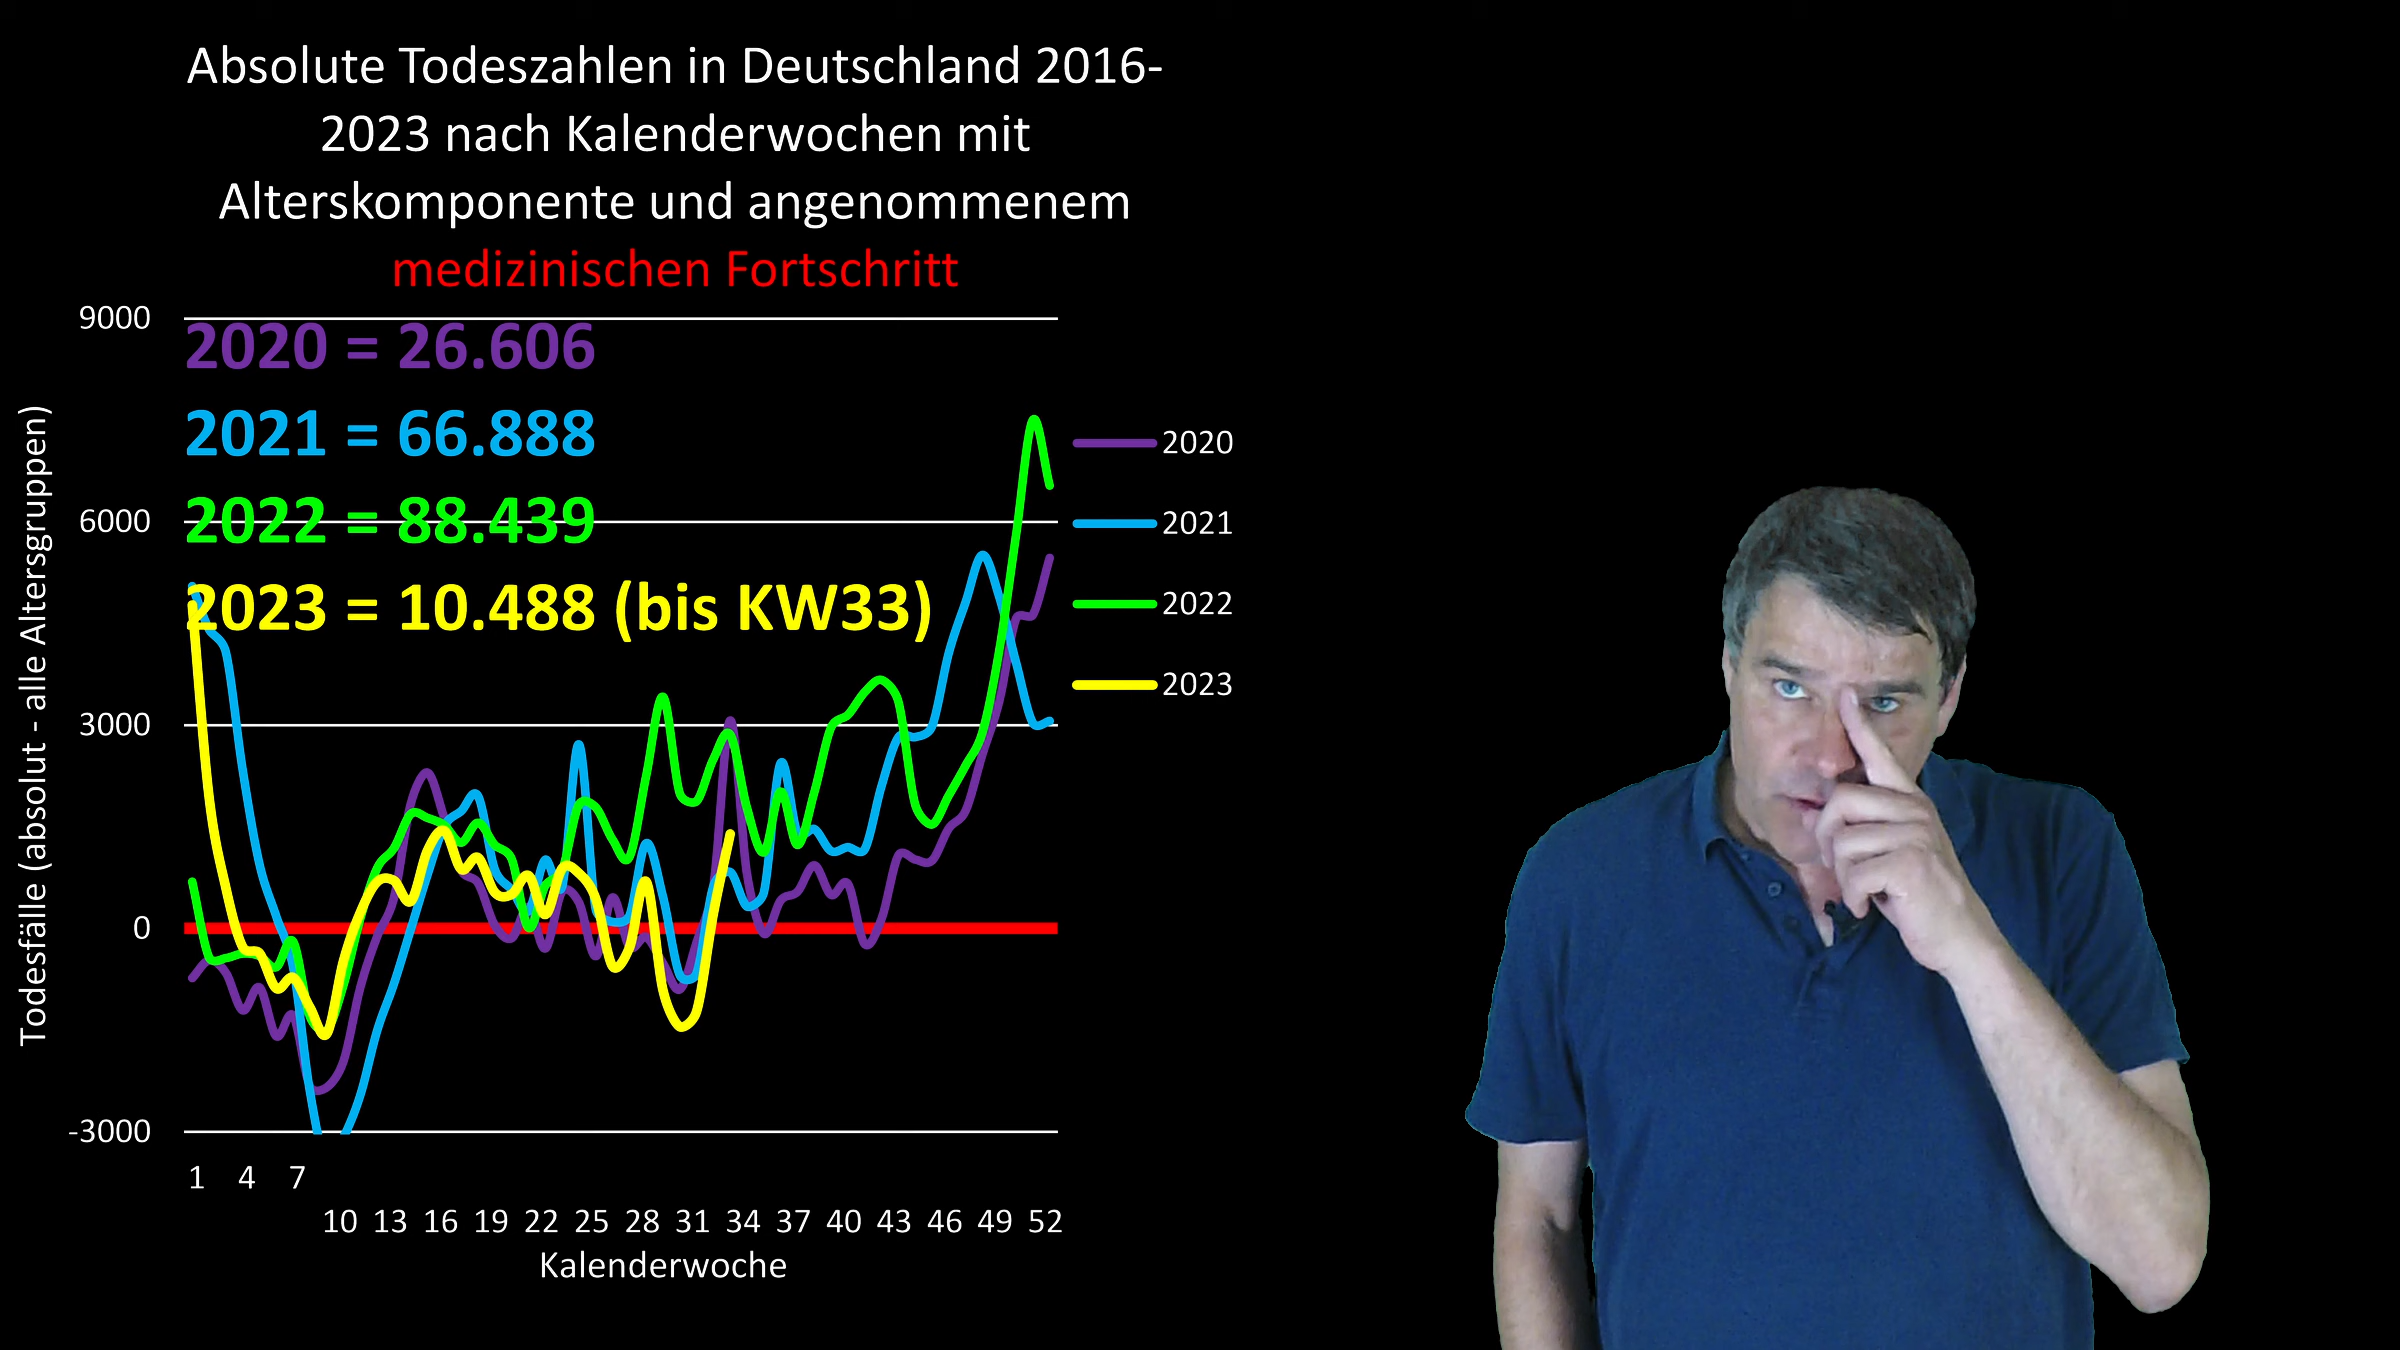 Absolute Todeszahlen in Deutschland 2016-
2023 nach Kalenderwochen mit
Alterskomponente und angenommenem
medizinischen Fortschritt
9000
2020 = 26.606
2021 = 66.888
6000
2022 = 88.439
2023 = 10.488 (bis KW33)
3000
0
-3000
Todesfälle (absolut - alle Altersgruppen)
2020
2021
2022
2023
1 4 7
10 13 16 19 22 25 28 31 34 37 40 43 46 49 52
Kalenderwoche